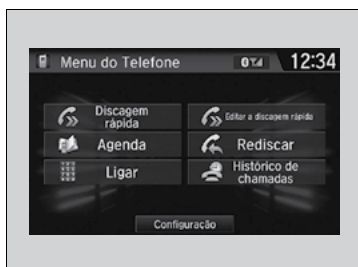 Menu do Telefone
12:34
Discagem
rápida
Editar a discagem rápida
Agenda
Rediscar
Ligar
Histórico de
chamadas
Configuração